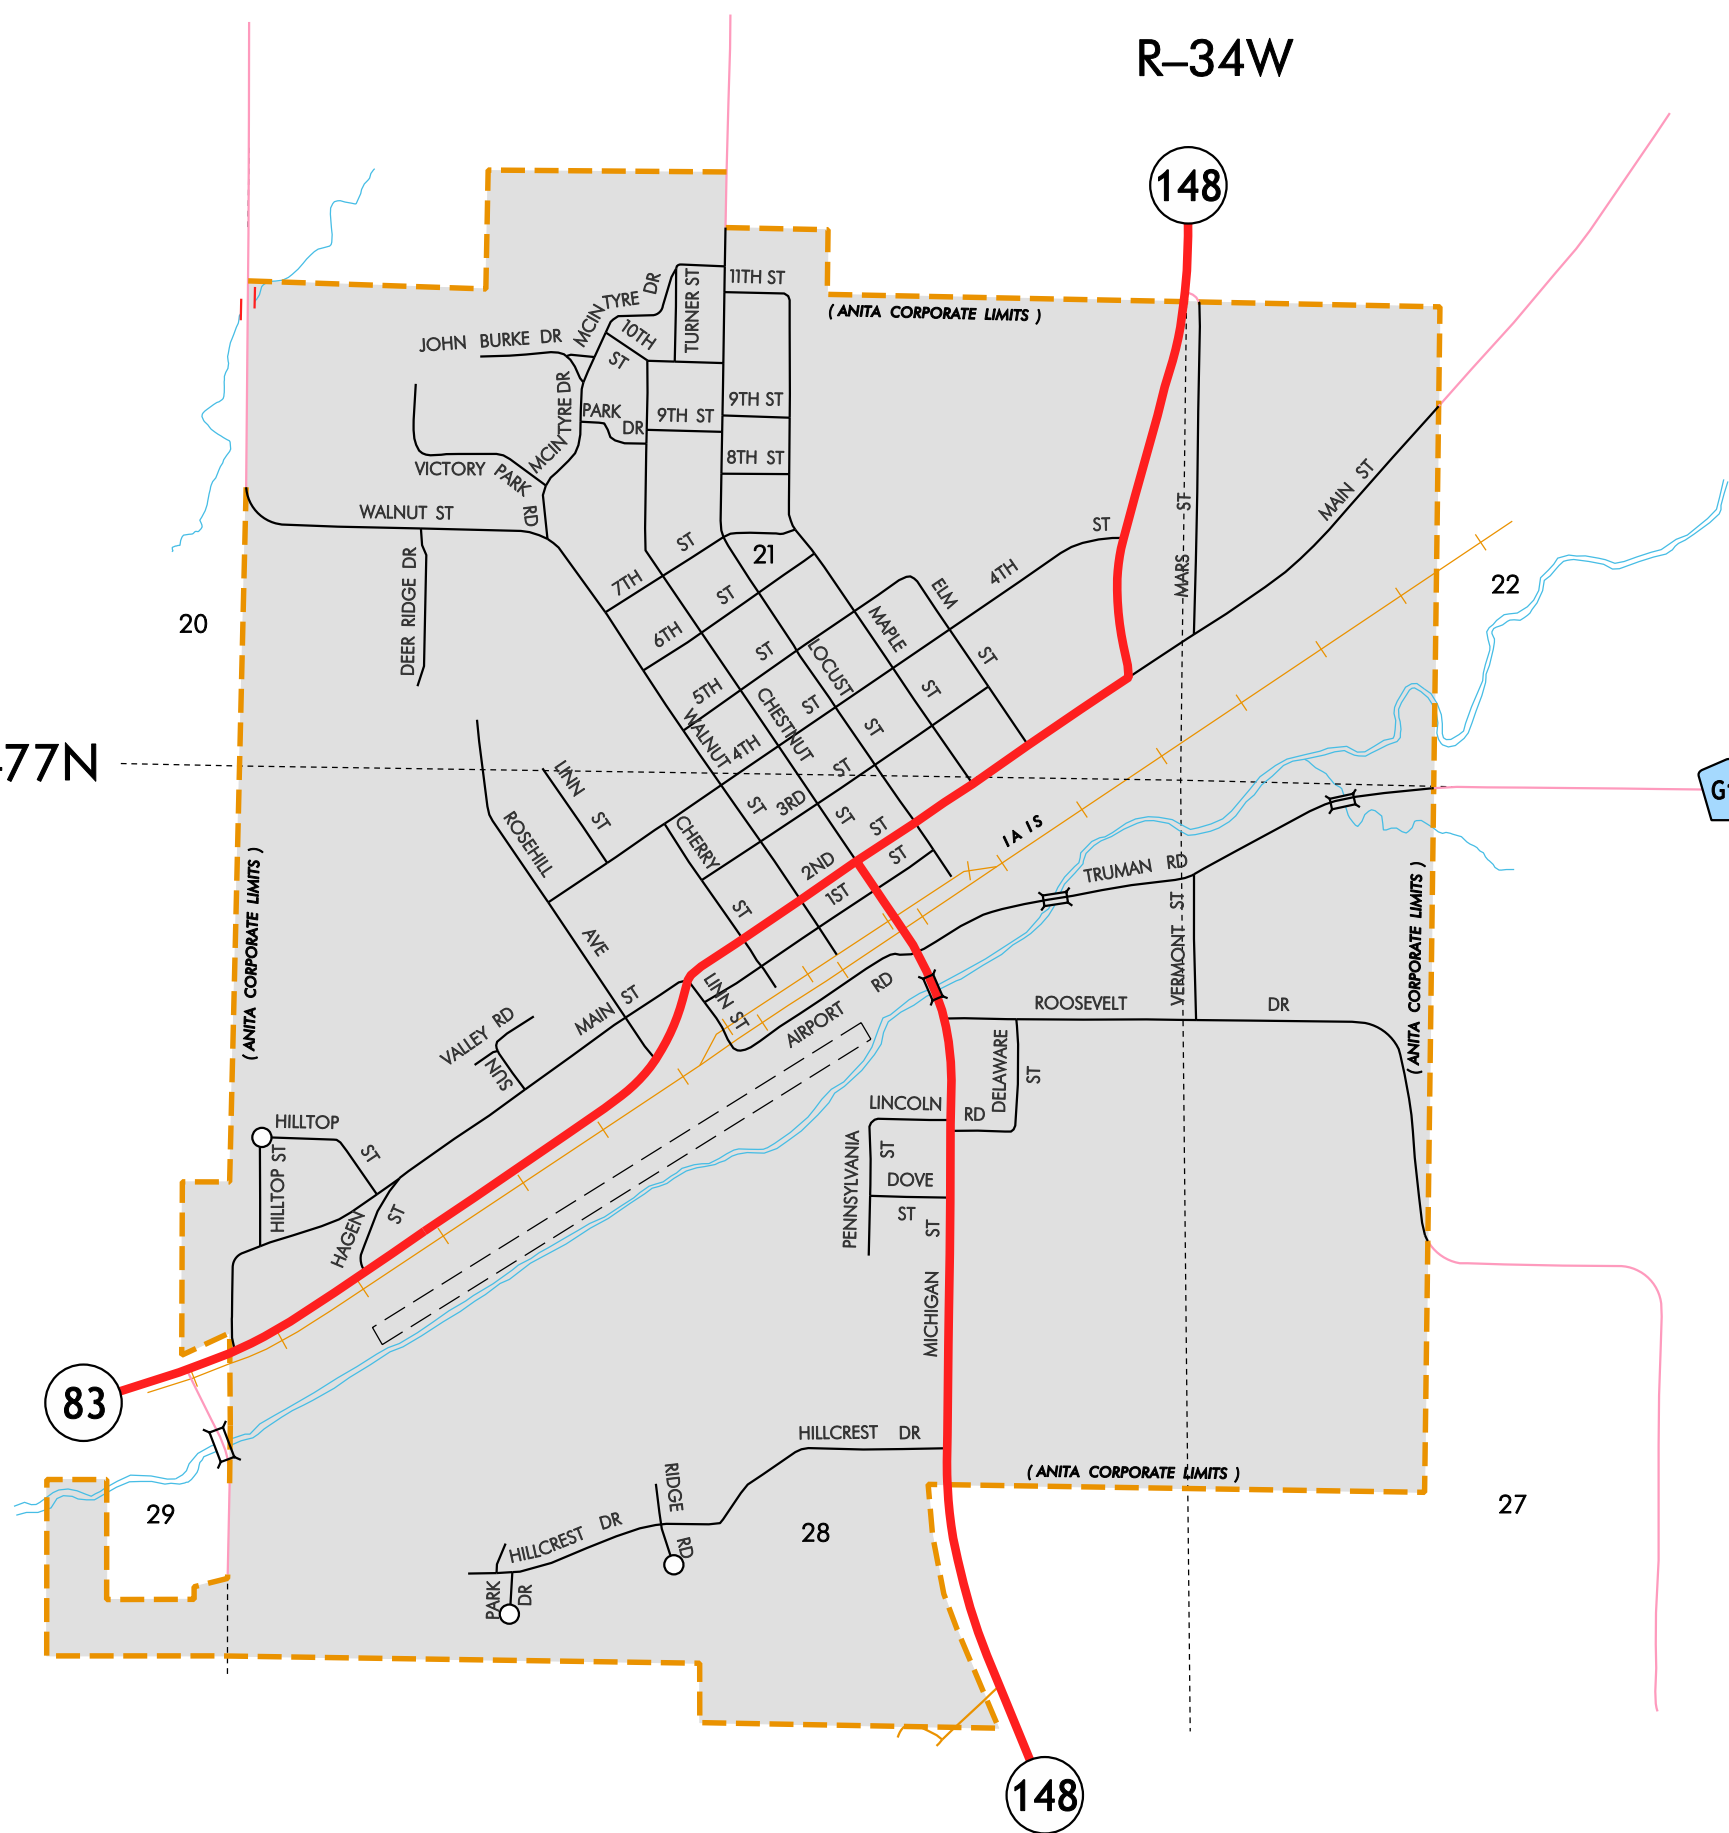 R–34W
148
11TH ST
( ANITA CORPORATE LIMITS )
MCINTYRE DR
TURNER ST
10TH ST
JOHN BURKE DR
MCINTYRE DR
PARK DR
9TH ST
9TH ST
8TH ST
VICTORY PARK RD
WALNUT ST
DEER RIDGE DR
7TH ST
21
6TH ST
5TH ST
4TH ST
4TH ST
3RD ST
2ND ST
1ST ST
ELM ST
MAPLE ST
LOCUST ST
CHESTNUT ST
WALNUT ST
MARS ST
MAIN ST
22
20
77N
LINN ST
CHERRY ST
ROSEHILL AVE
IAIS
TRUMAN RD
VERMONT ST
( ANITA CORPORATE LIMITS )
( ANITA CORPORATE LIMITS )
LINN ST
MAIN ST
AIRPORT RD
ROOSEVELT DR
VALLEY RD
SUN
DELAWARE ST
LINCOLN RD
HILLTOP ST
HILLTOP ST
HAGEN ST
PENNSYLVANIA ST
DOVE ST
MICHIGAN ST
83
HILLCREST DR
( ANITA CORPORATE LIMITS )
RIDGE RD
HILLCREST DR
PARK DR
29
28
27
148